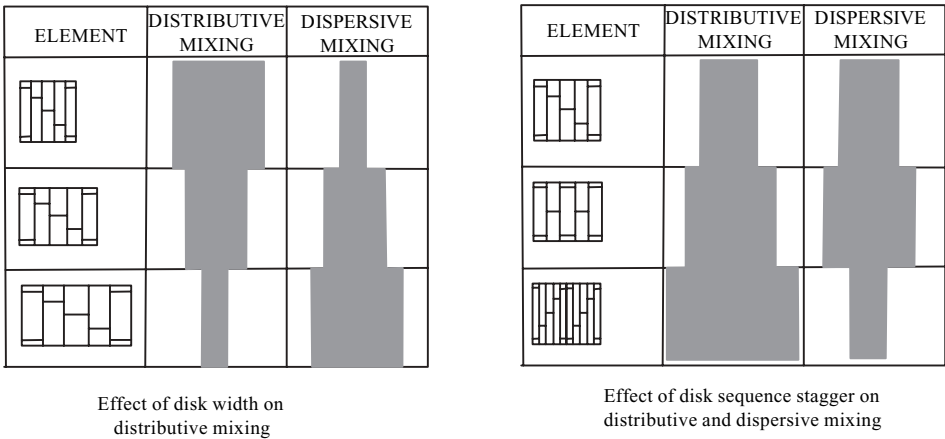 ELEMENT
DISTRIBUTIVE
MIXING
DISPERSIVE
MIXING
Effect of disk width on
distributive mixing
ELEMENT
DISTRIBUTIVE
MIXING
DISPERSIVE
MIXING
Effect of disk sequence stagger on
distributive and dispersive mixing